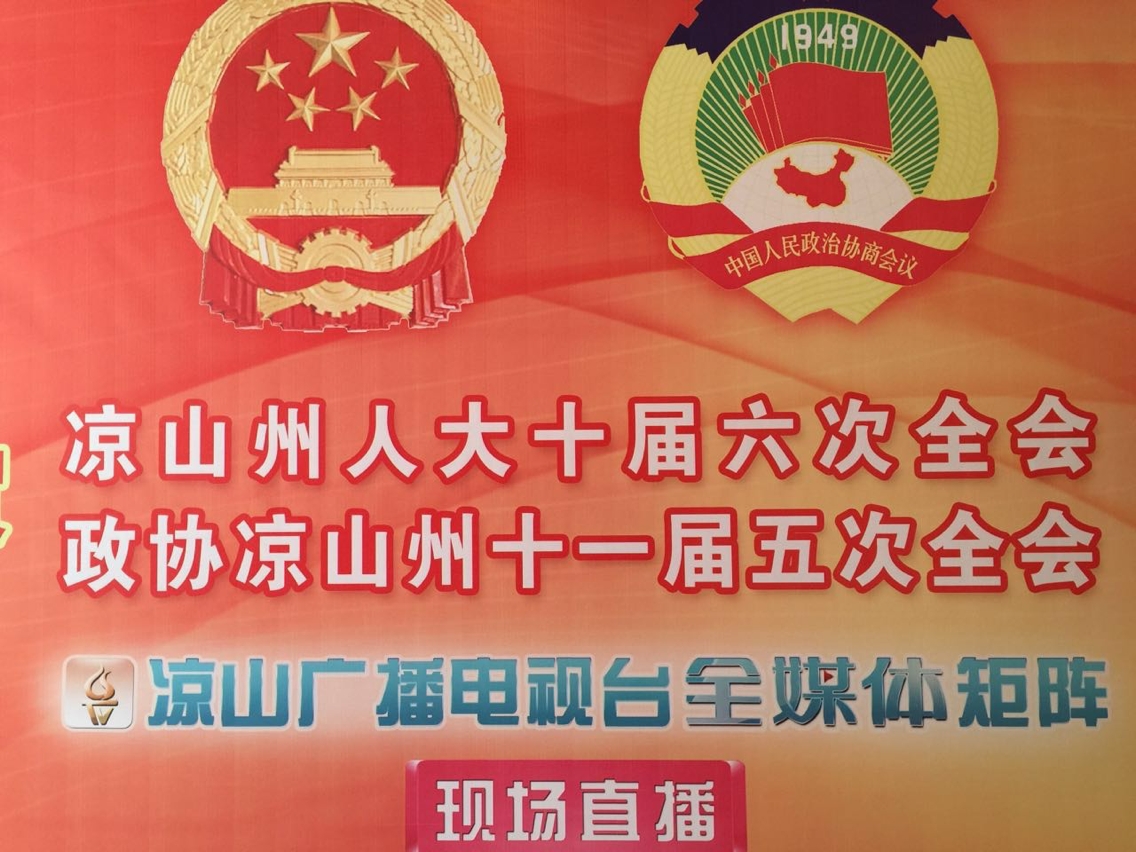 1949
中国人民政治协商会议
凉山州人大十届六次全会
政协凉山州十一届五次全会
TV 凉山广播电视台全媒体矩阵
现场直播